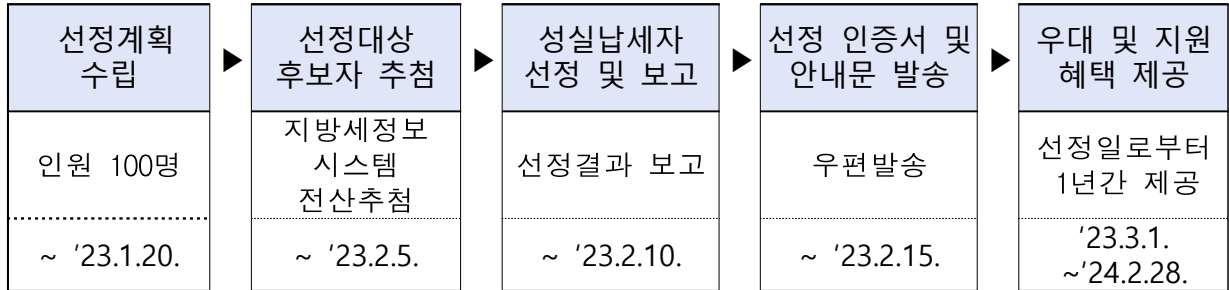 선정계획
수립
▶
선정대상
후보자 추첨
▶
성실납세자
선정 및 보고
▶
선정 인증서 및
안내문 발송
▶
우대 및 지원
혜택 제공
인원 100명
지방세정보
시스템
전산추첨
선정결과 보고
우편발송
선정일로부터
1년간 제공
~ '23.1.20.
~ '23.2.5.
~ '23.2.10.
~ '23.2.15.
'23.3.1.
~'24.2.28.